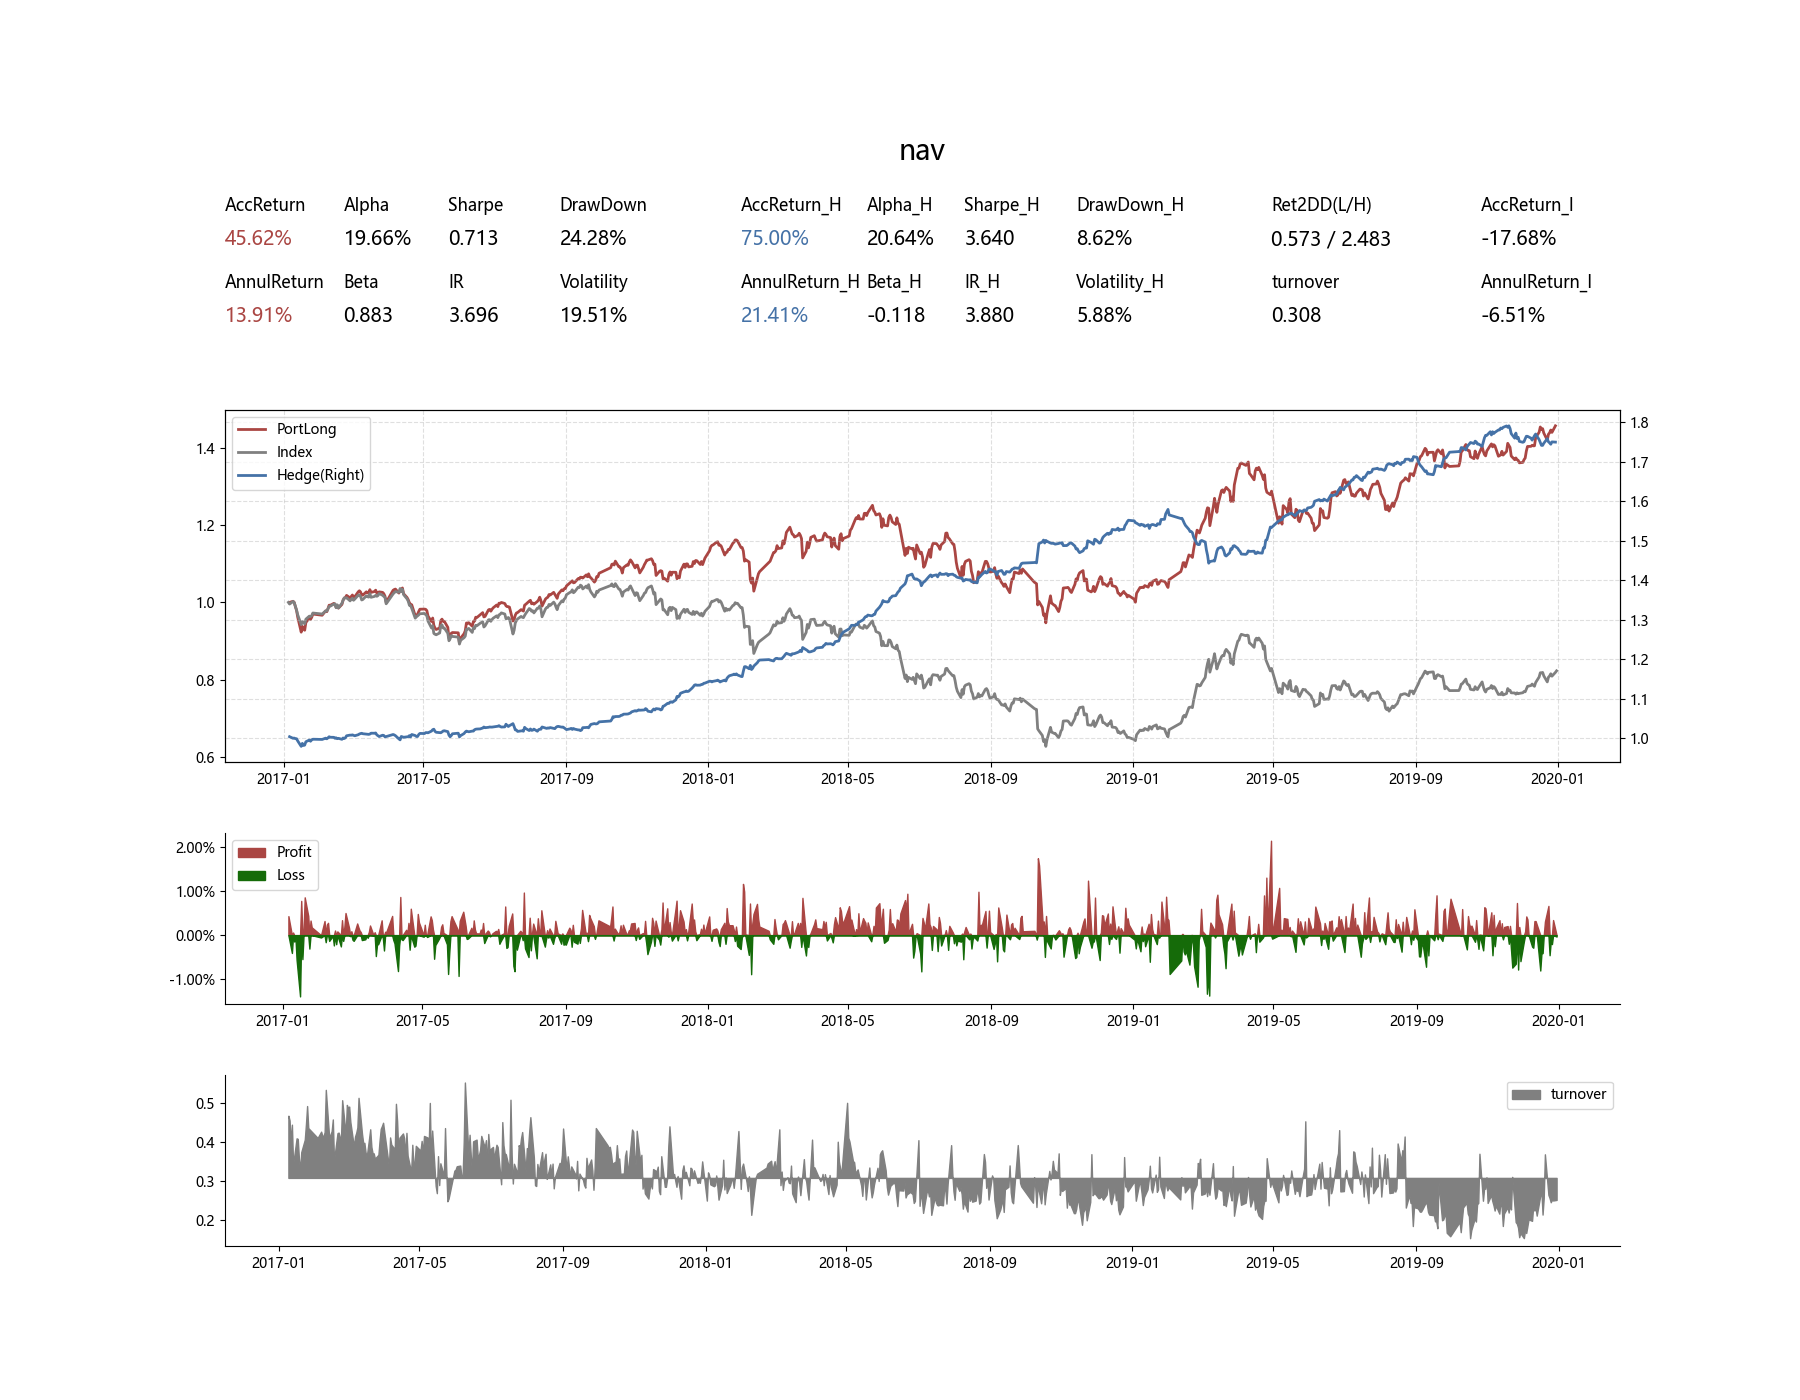 nav
AccReturn Alpha Sharpe DrawDown AccReturn_H Alpha_H Sharpe_H DrawDown_H Ret2DD(L/H) AccReturn_I
45.62% 19.66% 0.713 24.28% 75.00% 20.64% 3.640 8.62% 0.573 / 2.483 -17.68%
AnnulReturn Beta IR Volatility AnnulReturn_H Beta_H IR_H Volatility_H turnover AnnulReturn_I
13.91% 0.883 3.696 19.51% 21.41% -0.118 3.880 5.88% 0.308 -6.51%
PortLong
Index
Hedge(Right)
1.4
1.2
1.0
0.8
0.6
1.8
1.7
1.6
1.5
1.4
1.3
1.2
1.1
1.0
2017-01 2017-05 2017-09 2018-01 2018-05 2018-09 2019-01 2019-05 2019-09 2020-01
Profit
Loss
2.00%
1.00%
0.00%
-1.00%
2017-01 2017-05 2017-09 2018-01 2018-05 2018-09 2019-01 2019-05 2019-09 2020-01
turnover
0.5
0.4
0.3
0.2
2017-01 2017-05 2017-09 2018-01 2018-05 2018-09 2019-01 2019-05 2019-09 2020-01